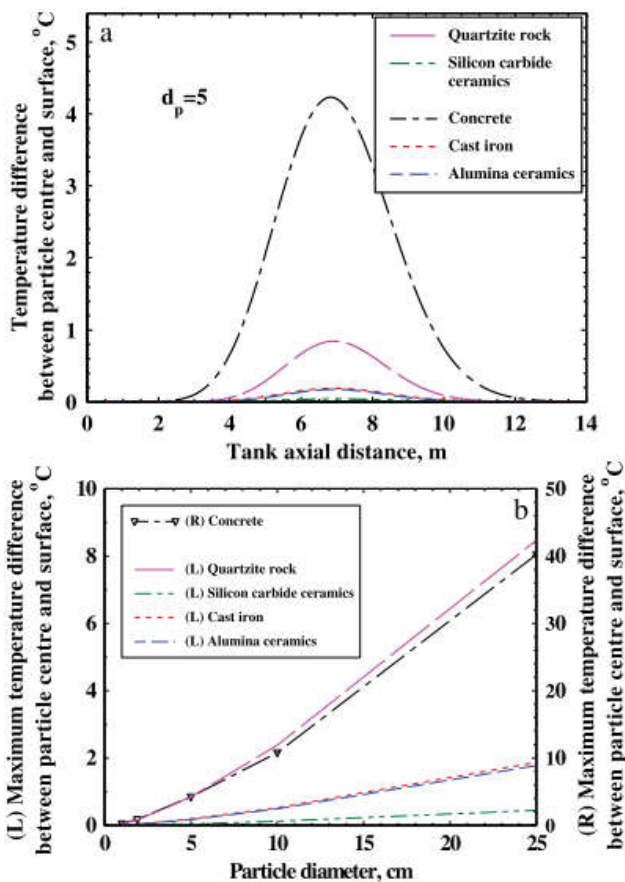 a
d_p=5
Quartzite rock
Silicon carbide
ceramics
Concrete
Cast iron
Alumina ceramics
Temperature difference
between particle centre and surface, °C
5
4
3
2
1
0
0 2 4 6 8 10 12 14
Tank axial distance, m
b
(R) Concrete
(L) Quartzite rock
(L) Silicon carbide ceramics
(L) Cast iron
(L) Alumina ceramics
(L) Maximum temperature difference
between particle centre and surface, °C
10
8
6
4
2
0
50
40
30
20
10
0
(R) Maximum temperature difference
between particle centre and surface, °C
0 5 10 15 20 25
Particle diameter, cm